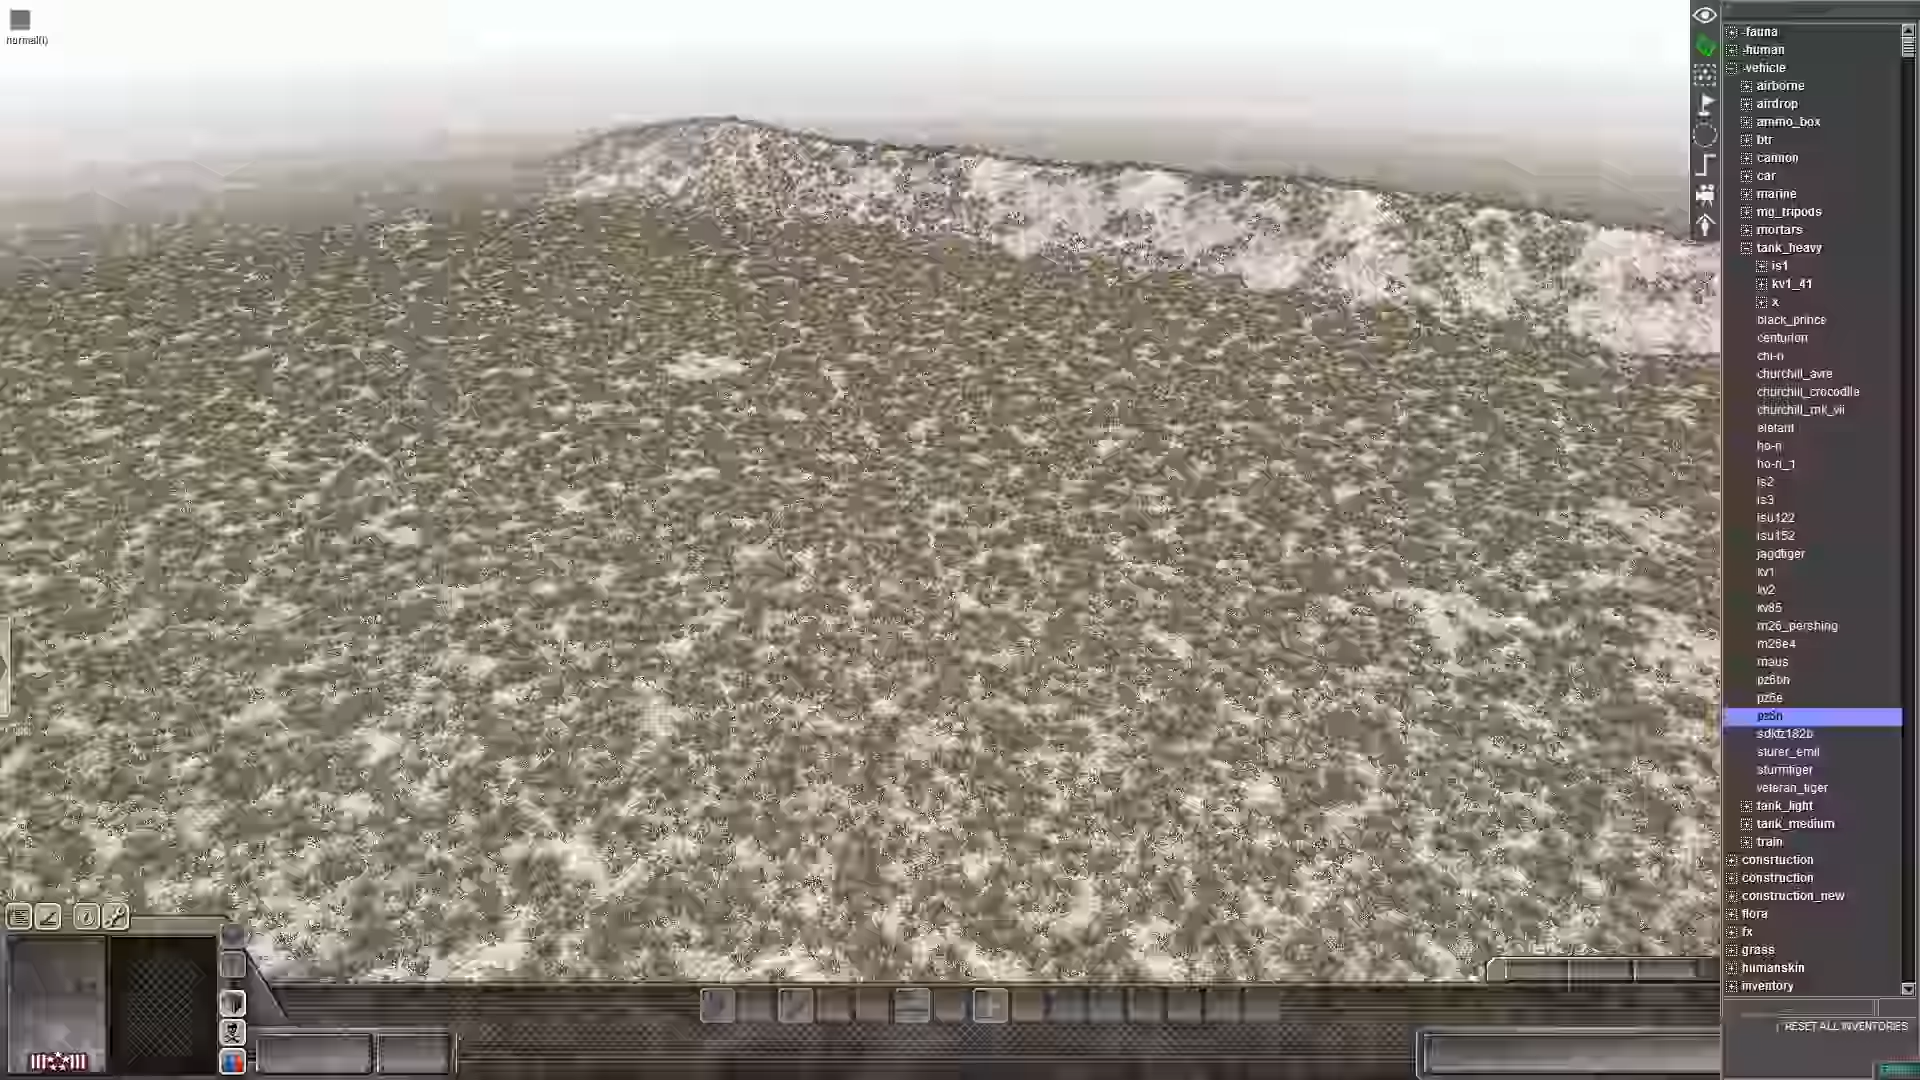 normal(i)
-fauna
-human
-vehicle
airborne
airdrop
ammo_box
btr
cannon
car
marine
mg_tripods
mortars
tank_heavy
is1
kv1_41
x
black_prince
centurion
chi-ri
churchill_avre
churchill_crocodile
churchill_mk_vii
elefant
ho-ri
ho-ri_1
is2
is3
isu122
isu152
jagdtiger
kv1
kv2
kv85
m26_pershing
m26e4
maus
pz6bh
pz6e
pz6h
sdkfz182b
sturer_emil
sturmtiger
veteran_tiger
tank_light
tank_medium
train
consrtuction
construction
construction_new
flora
fx
grass
humanskin
inventory
RESET ALL INVENTORIES